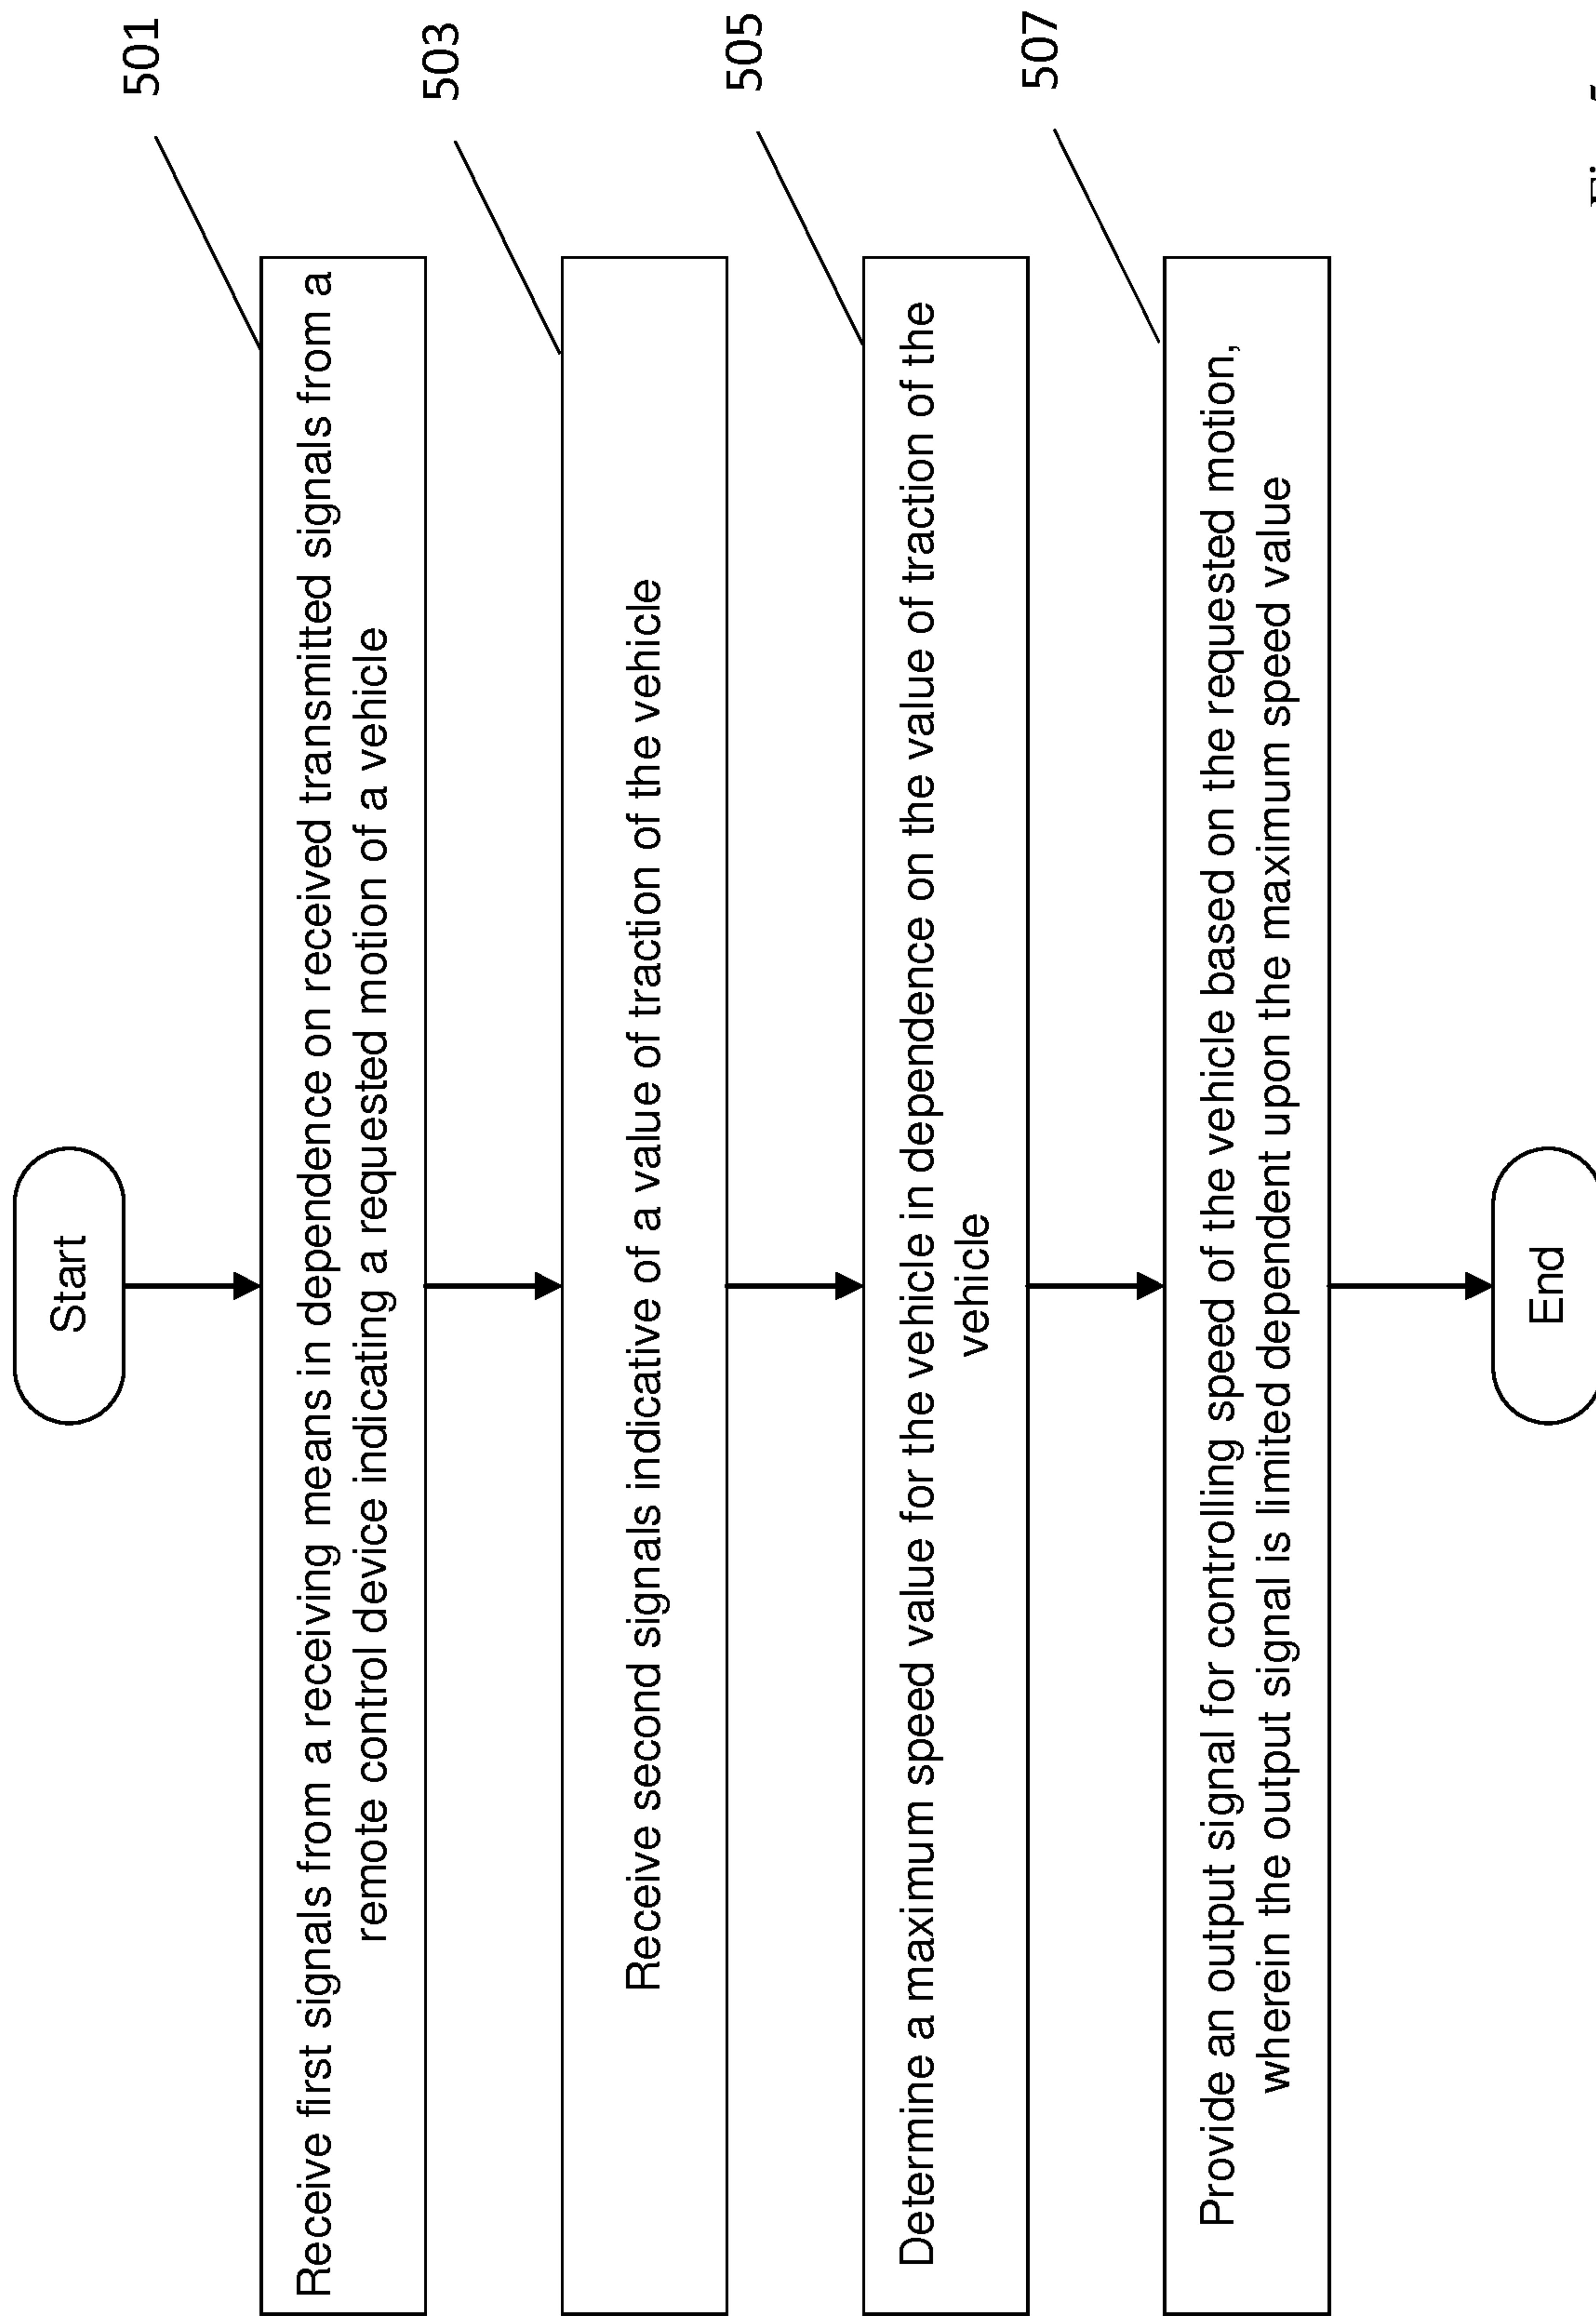 Start
501
Receive first signals from a receiving means in dependence on received transmitted signals from a
remote control device indicating a requested motion of a vehicle
503
Receive second signals indicative of a value of traction of the vehicle
505
Determine a maximum speed value for the vehicle in dependence on the value of traction of the
vehicle
507
Provide an output signal for controlling speed of the vehicle based on the requested motion,
wherein the output signal is limited dependent upon the maximum speed value
End